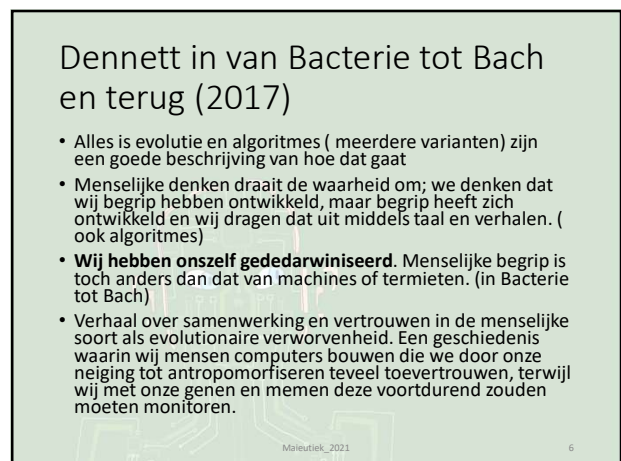 Dennett in van Bacterie tot Bach
en terug (2017)
• Alles is evolutie en algoritmes ( meerdere varianten) zijn
een goede beschrijving van hoe dat gaat
• Menselijke denken draait de waarheid om; we denken dat
wij begrip hebben ontwikkeld, maar begrip heeft zich
ontwikkeld en wij dragen dat uit middels taal en verhalen. (
ook algoritmes)
• Wij hebben onszelf gededarwiniseerd. Menselijke begrip is
toch anders dan dat van machines of termieten. (in Bacterie
tot Bach)
• Verhaal over samenwerking en vertrouwen in de menselijke
soort als evolutionaire verworvenheid. Een geschiedenis
waarin wij mensen computers bouwen die we door onze
neiging tot antropomorfiseren teveel toevertrouwen, terwijl
wij met onze genen en memen deze voortdurend zouden
moeten monitoren.
Maieutiek_2021
6